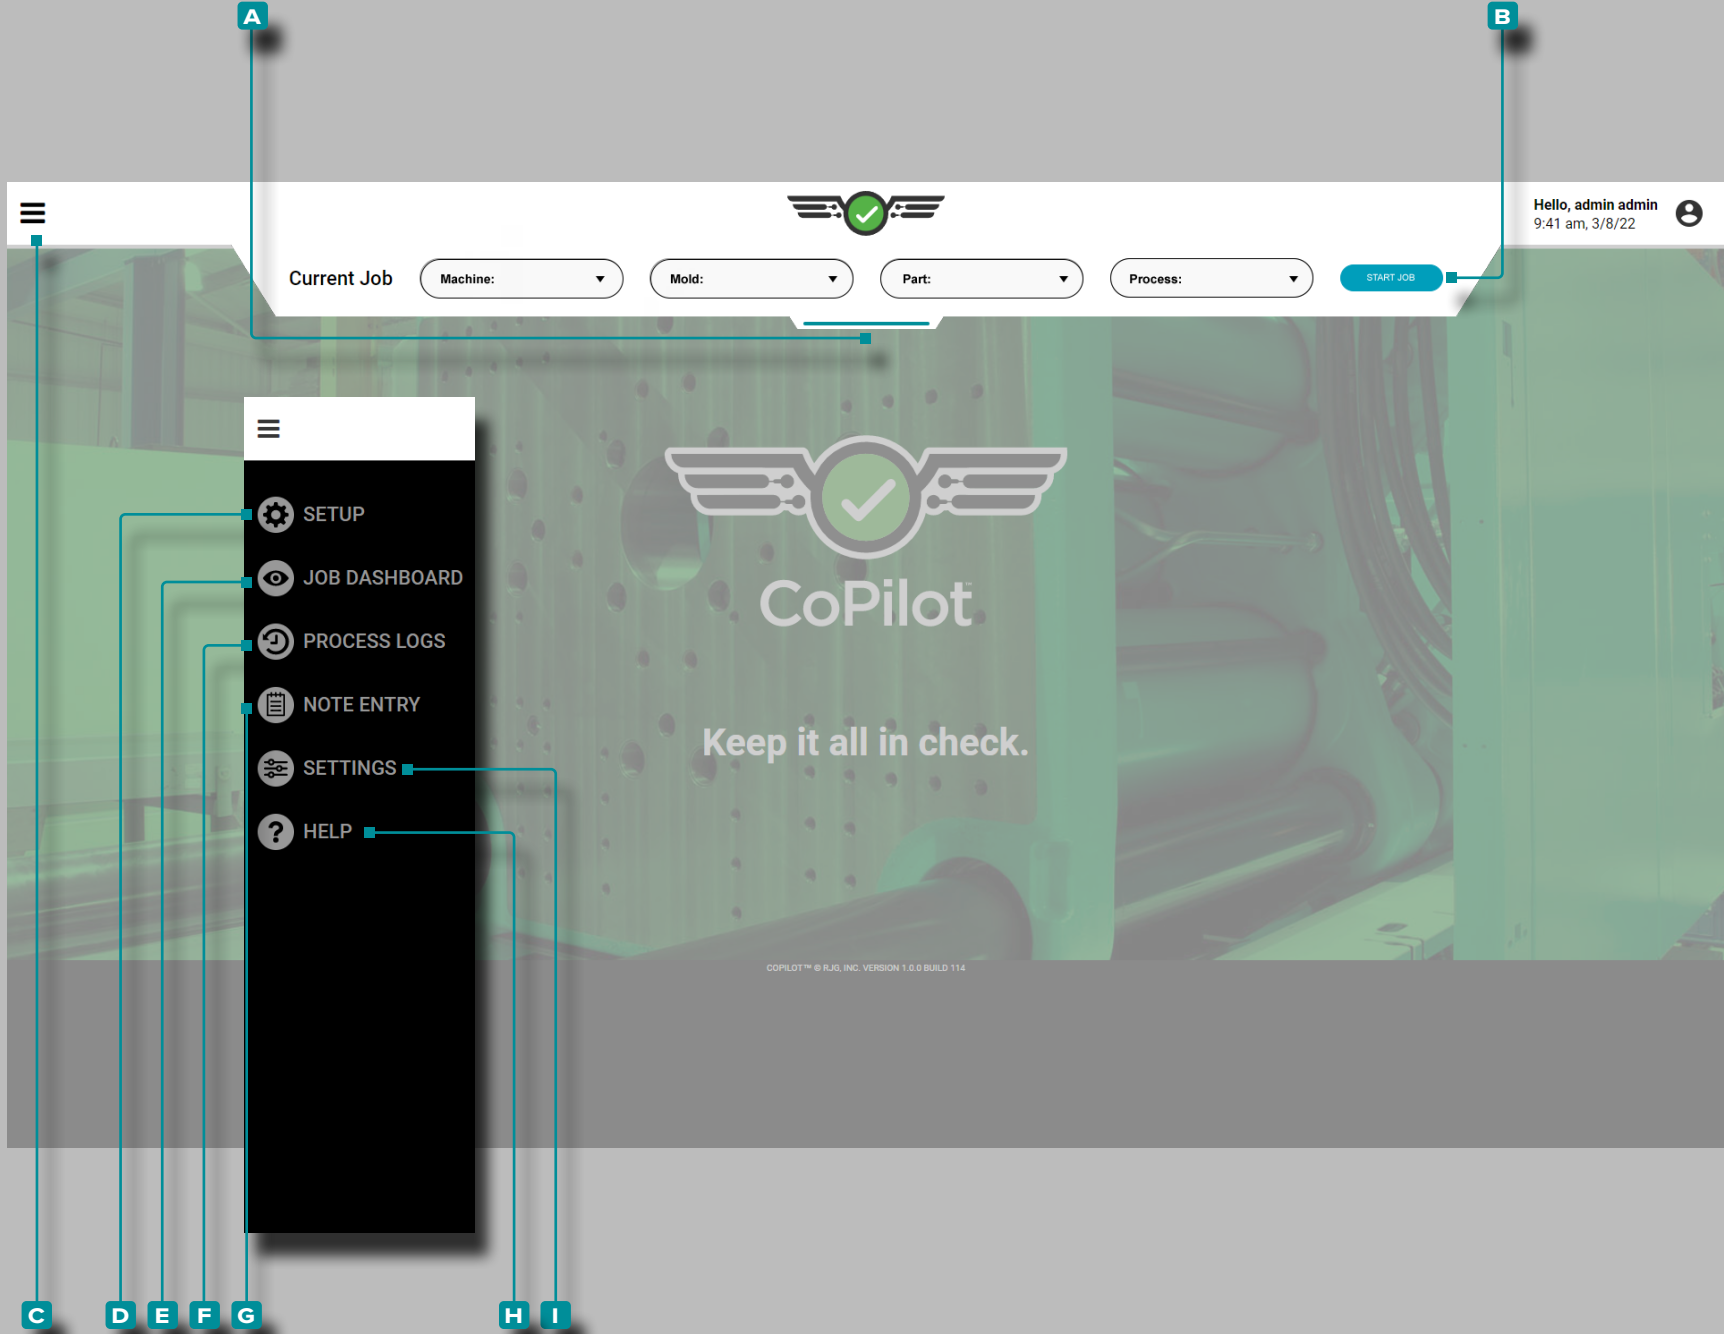 A
B
Hello, admin admin
9:41 am, 3/8/22
Current Job
Machine:
Mold:
Part:
Process:
START JOB
SETUP
JOB DASHBOARD
PROCESS LOGS
NOTE ENTRY
SETTINGS
HELP
CoPilot
Keep it all in check.
COPILOT™ © RJG, INC. VERSION 1.0.0 BUILD 114
C
D
E
F
G
H
I